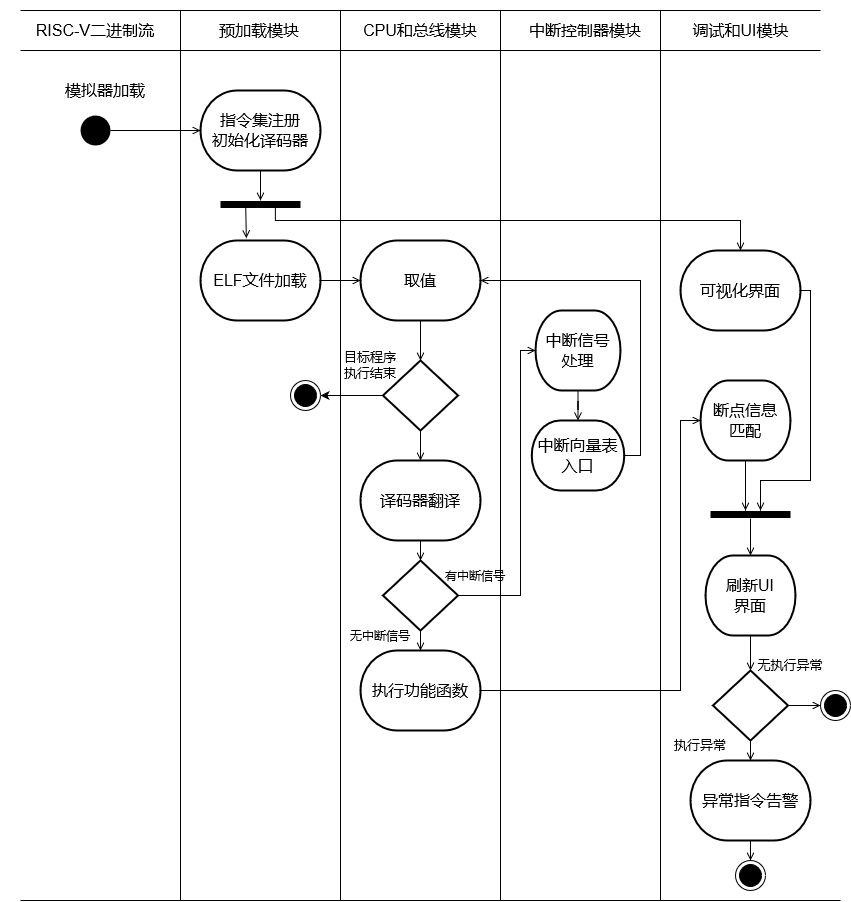 RISC-V二进制流
预加载模块
CPU和总线模块
中断控制器模块
调试和UI模块
模拟器加载
指令集注册
初始化译码器
ELF文件加载
取值
可视化界面
目标程序
执行结束
中断信号
处理
中断向量表
入口
断点信息
匹配
译码器翻译
有中断信号
无中断信号
执行功能函数
刷新UI
界面
无执行异常
执行异常
异常指令告警